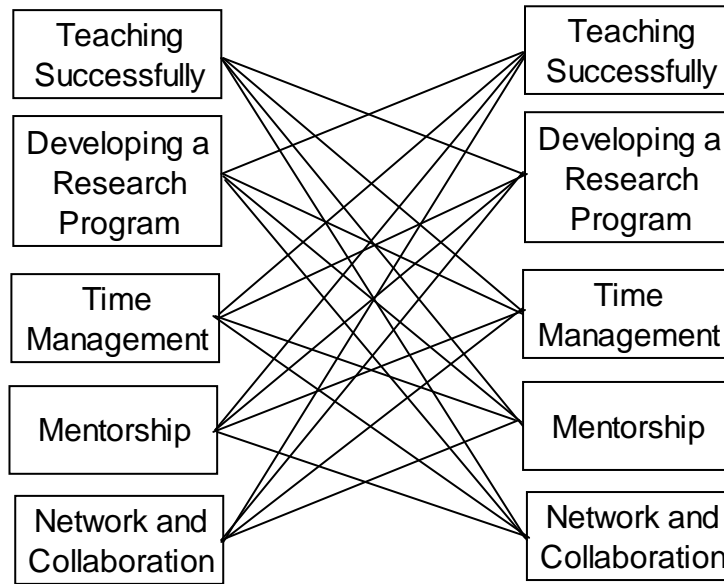 Teaching
Successfully
Developing a
Research
Program
Time
Management
Mentorship
Network and
Collaboration
Teaching
Successfully
Developing a
Research
Program
Time
Management
Mentorship
Network and
Collaboration